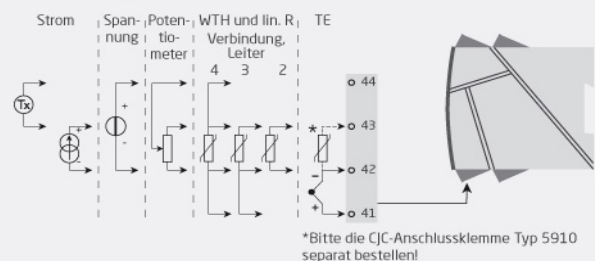 Strom
Span-
nung
Poten-
tio-
meter
WTH und lin. R
Verbindung,
Leiter
4 3 2
TE
Tx
+
-
+
-
*
-
+
44
43
42
41
*Bitte die CJC-Anschlussklemme Typ 5910
separat bestellen!